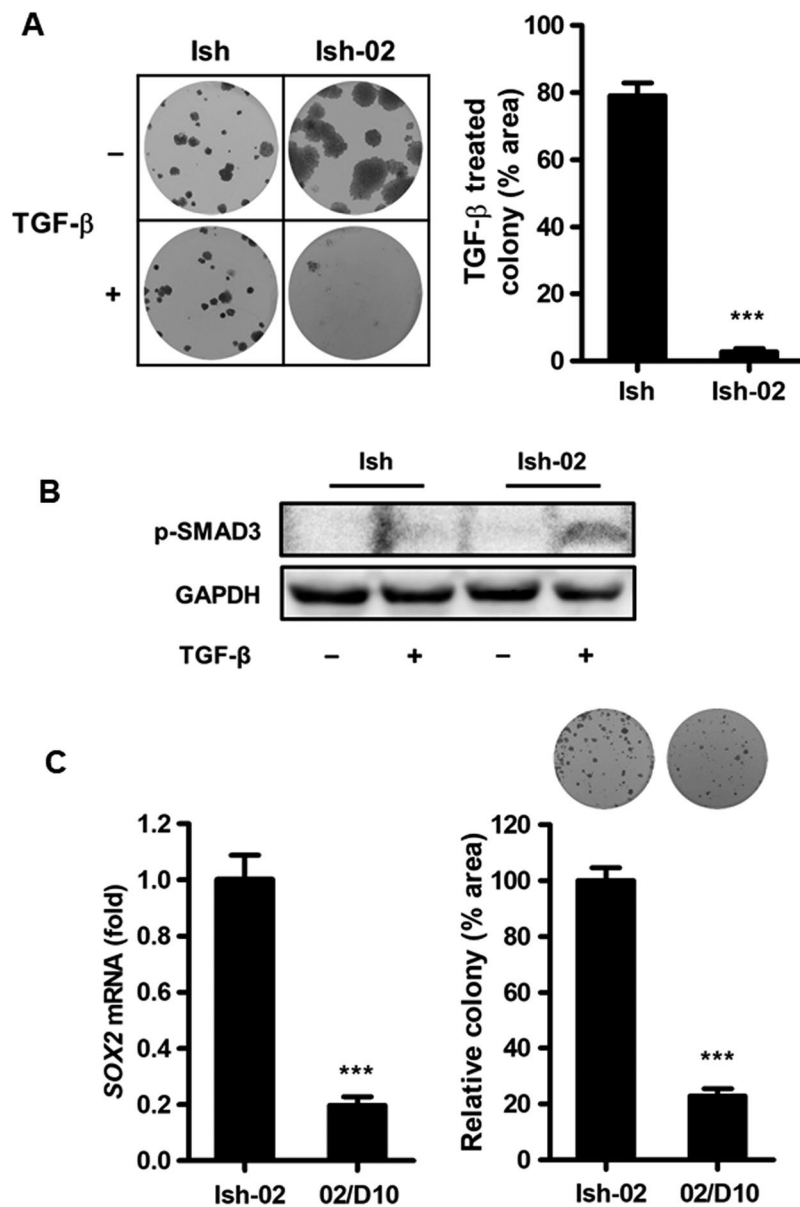 A
Ish Ish-02
TGF-β
–
+
TGF-β treated
colony (% area)
100
80
60
40
20
0
***
Ish Ish-02
B
Ish Ish-02
p-SMAD3
GAPDH
TGF-β – + – +
C
SOX2 mRNA (fold)
1.2
1.0
0.8
0.6
0.4
0.2
0.0
***
Ish-02 02/D10
Relative colony (% area)
120
100
80
60
40
20
0
***
Ish-02 02/D10